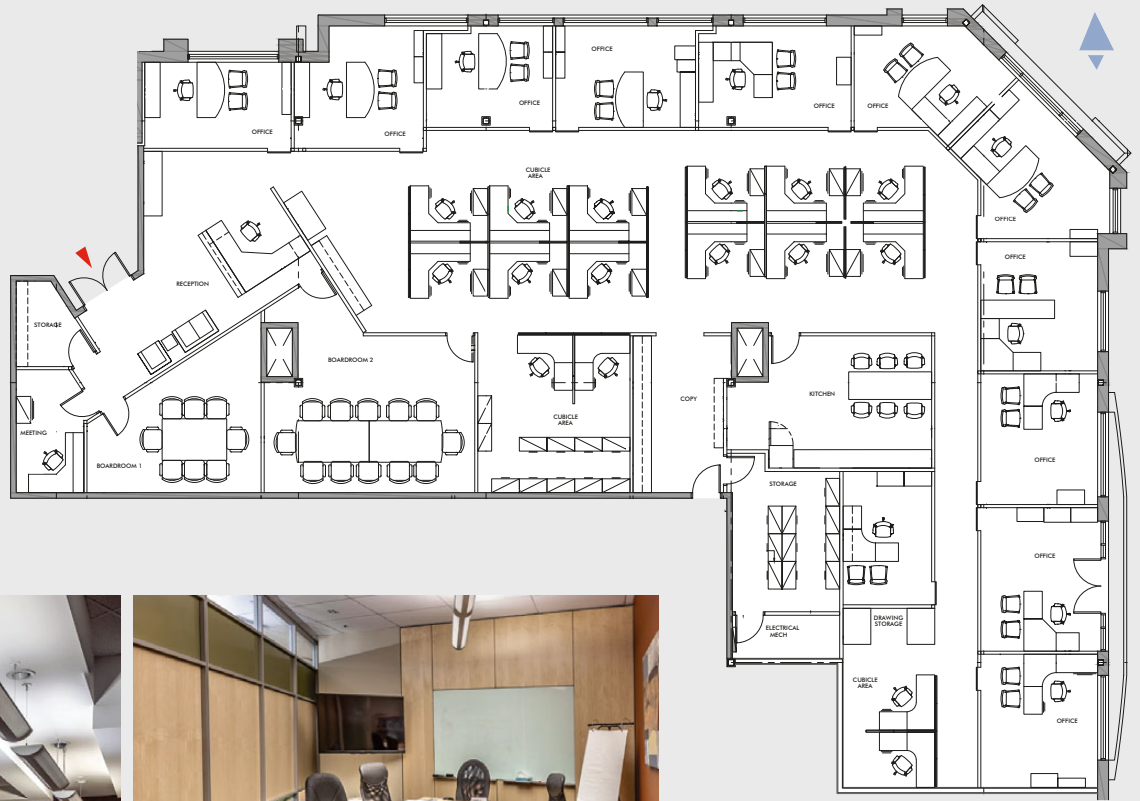 OFFICE
OFFICE
OFFICE
OFFICE
OFFICE
OFFICE
OFFICE
CUBICLE
AREA
RECEPTION
STORAGE
OFFICE
BOARDROOM 2
MEETING
BOARDROOM 1
CUBICLE
AREA
COPY
KITCHEN
OFFICE
STORAGE
OFFICE
ELECTRICAL
MECH
DRAWING
STORAGE
CUBICLE
AREA
OFFICE